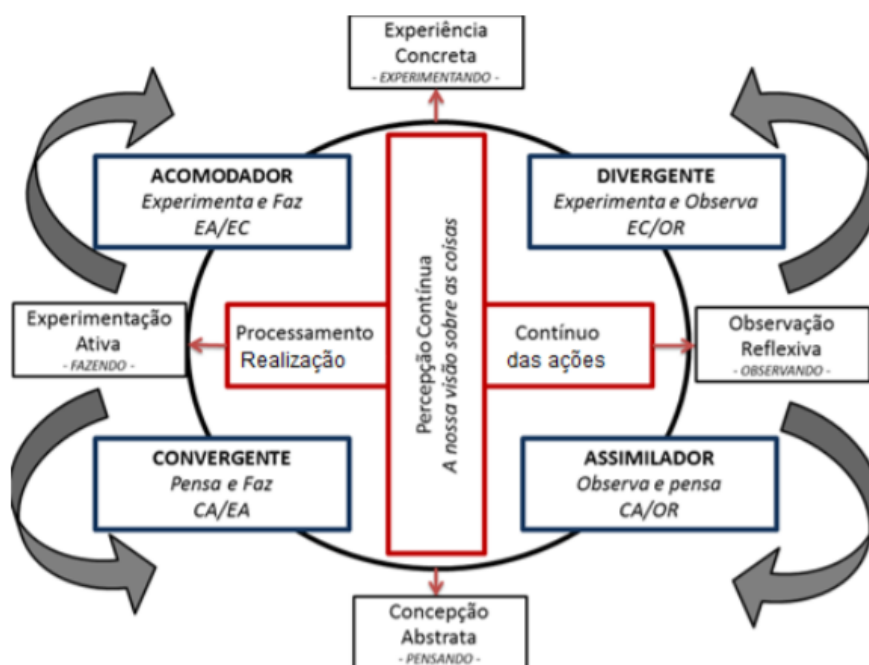 Experiência
Concreta
- EXPERIMENTANDO -
ACOMODADOR
Experimenta e Faz
EA/EC
DIVERGENTE
Experimenta e Observa
EC/OR
Percepção Contínua
A nossa visão sobre as coisas
Experimentação
Ativa
- FAZENDO -
Processamento
Realização
Contínuo
das ações
Observação
Reflexiva
- OBSERVANDO -
CONVERGENTE
Pensa e Faz
CA/EA
ASSIMILADOR
Observa e pensa
CA/OR
Concepção
Abstrata
- PENSANDO -